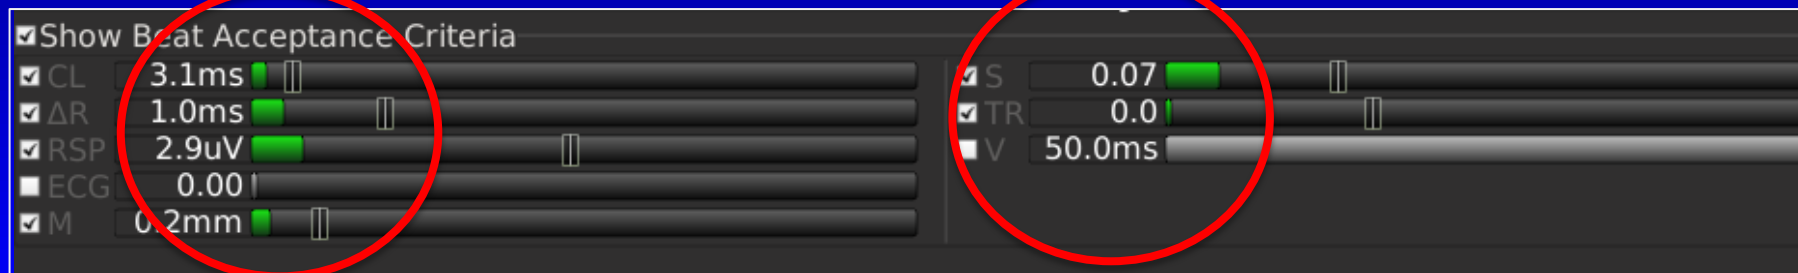 Show Beat Acceptance Criteria
CL 3.1ms
ΔR 1.0ms
RSP 2.9uV
ECG 0.00
M 0.2mm
S 0.07
TR 0.0
V 50.0ms